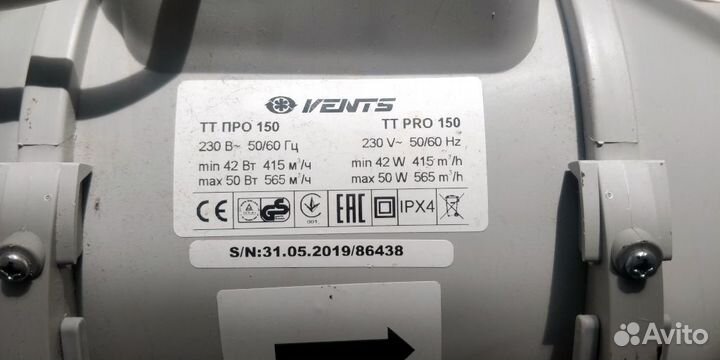 VENTS
ТТ ПРО 150 TT PRO 150
230 В~ 50/60 Гц 230 V~ 50/60 Hz
min 42 Вт 415 м³/ч min 42 W 415 m³/h
max 50 Вт 565 м³/ч max 50 W 565 m³/h
CE GS 001 EAC IPX4
S/N:31.05.2019/86438
Avito